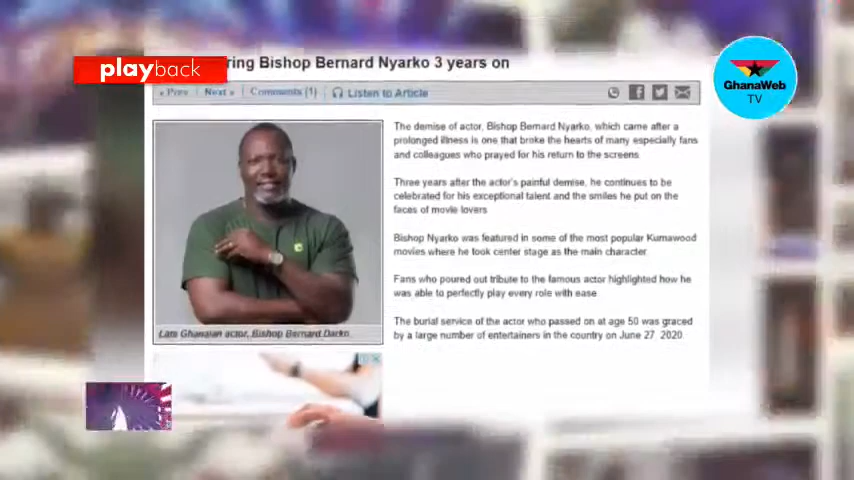 playback
ring Bishop Bernard Nyarko 3 years on
GhanaWeb
TV
« Prev
Next »
Comments (1)
Listen to Article
The demise of actor, Bishop Bernard Nyarko, which came after a
prolonged illness is one that broke the hearts of many especially fans
and colleagues who prayed for his return to the screens
Three years after the actor's painful demise, he continues to be
celebrated for his exceptional talent and the smiles he put on the
faces of movie lovers
Bishop Nyarko was featured in some of the most popular Kumawood
movies where he took center stage as the main character
Fans who poured out tribute to the famous actor highlighted how he
was able to perfectly play every role with ease
The burial service of the actor who passed on at age 50 was graced
by a large number of entertainers in the country on June 27 2020
Late Ghanaian actor, Bishop Bernard Darko